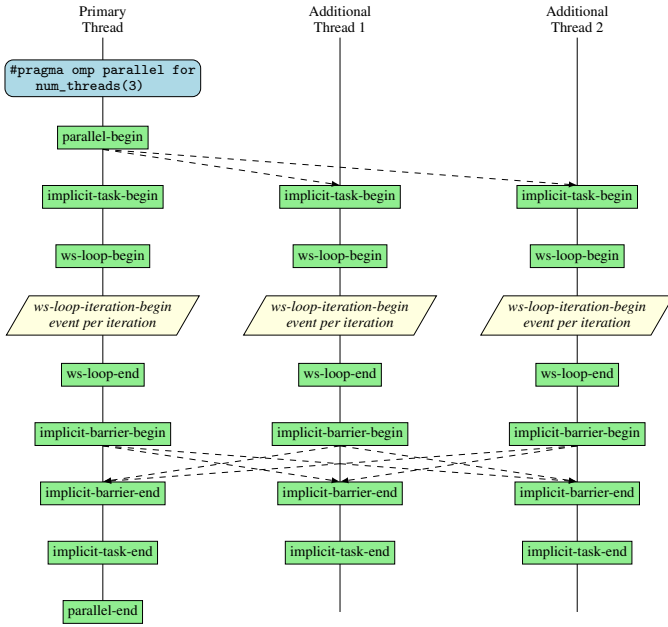 Primary
Thread
Additional
Thread 1
Additional
Thread 2
#pragma omp parallel for
num_threads(3)
parallel-begin
implicit-task-begin
implicit-task-begin
implicit-task-begin
ws-loop-begin
ws-loop-begin
ws-loop-begin
ws-loop-iteration-begin
event per iteration
ws-loop-iteration-begin
event per iteration
ws-loop-iteration-begin
event per iteration
ws-loop-end
ws-loop-end
ws-loop-end
implicit-barrier-begin
implicit-barrier-begin
implicit-barrier-begin
implicit-barrier-end
implicit-barrier-end
implicit-barrier-end
implicit-task-end
implicit-task-end
implicit-task-end
parallel-end